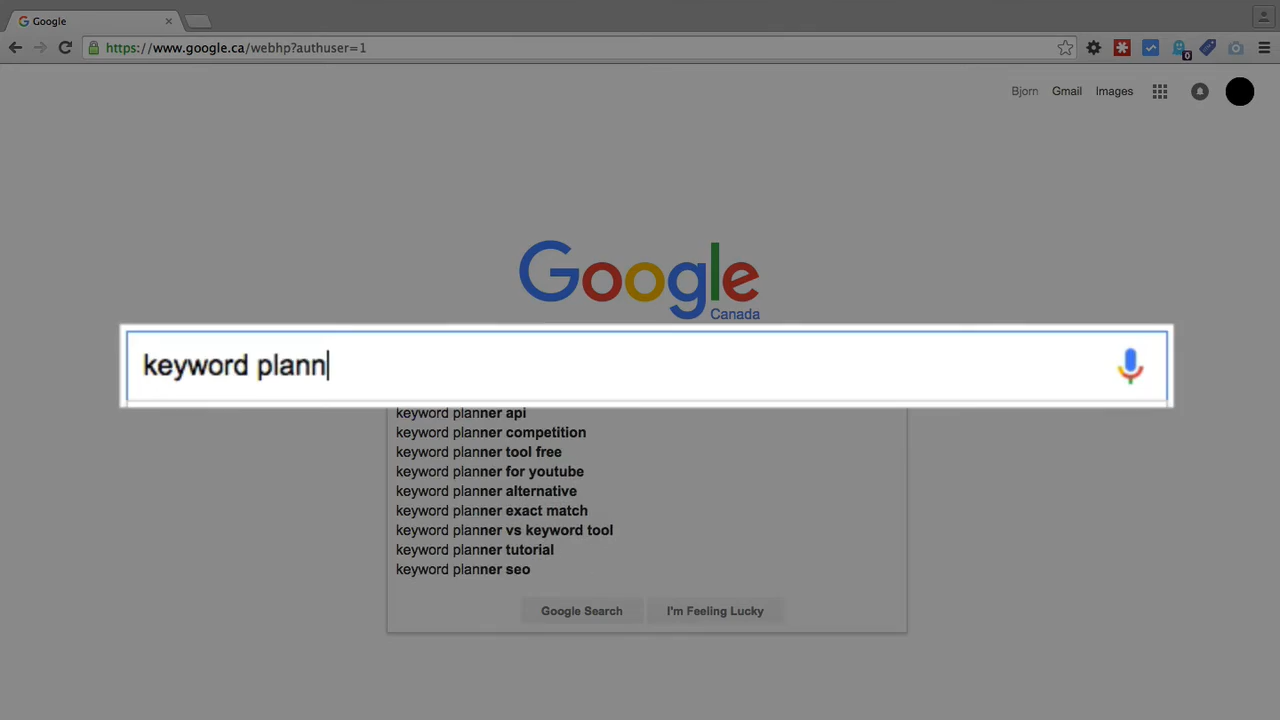 Google
https://www.google.ca/webhp?authuser=1
0
Bjorn Gmail Images
Google
Canada
keyword plann
keyword planner api
keyword planner competition
keyword planner tool free
keyword planner for youtube
keyword planner alternative
keyword planner exact match
keyword planner vs keyword tool
keyword planner tutorial
keyword planner seo
Google Search I'm Feeling Lucky